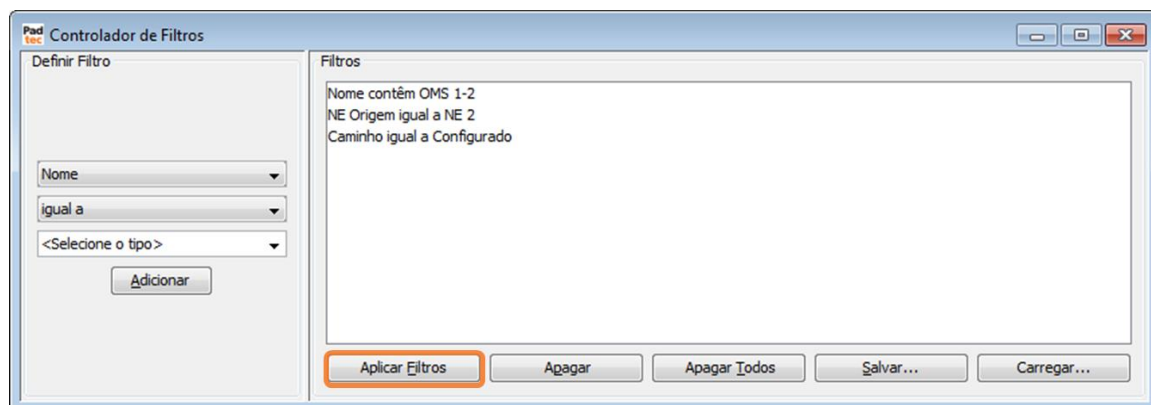 Pad
tec
Controlador de Filtros
Definir Filtro
Nome
igual a
<Selecione o tipo>
Adicionar
Filtros
Nome contêm OMS 1-2
NE Origem igual a NE 2
Caminho igual a Configurado
Aplicar Filtros
Apagar
Apagar Todos
Salvar...
Carregar...